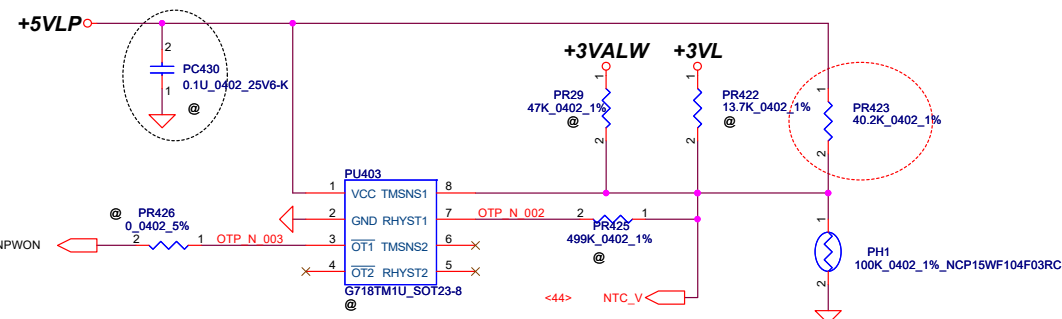 +5VLP
2
PC430
0.1U_0402_25V6-K
1
@
+3VALW
+3VL
1
PR29
47K_0402_1%
@
2
1
PR422
13.7K_0402_1%
@
2
1
PR423
40.2K_0402_1%
2
PU403
1 VCC TMSNS1 8
2 GND RHYST1 7
3 OT1 TMSNS2 6
4 OT2 RHYST2 5
G718TM1U_SOT23-8
@
OTP_N_002
2 1
PR425
499K_0402_1%
@
@
PR426
0_0402_5%
NPWON
2 1
OTP_N_003
<44> NTC_V
1
PH1
100K_0402_1%_NCP15WF104F03RC
2